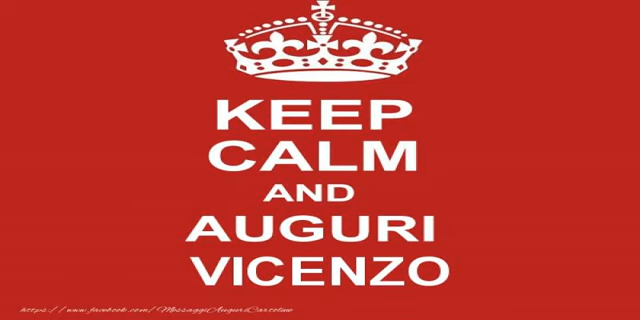 KEEP
CALM
AND
AUGURI
VICENZO
https://www.facebook.com/MessaggiAuguriCartoline